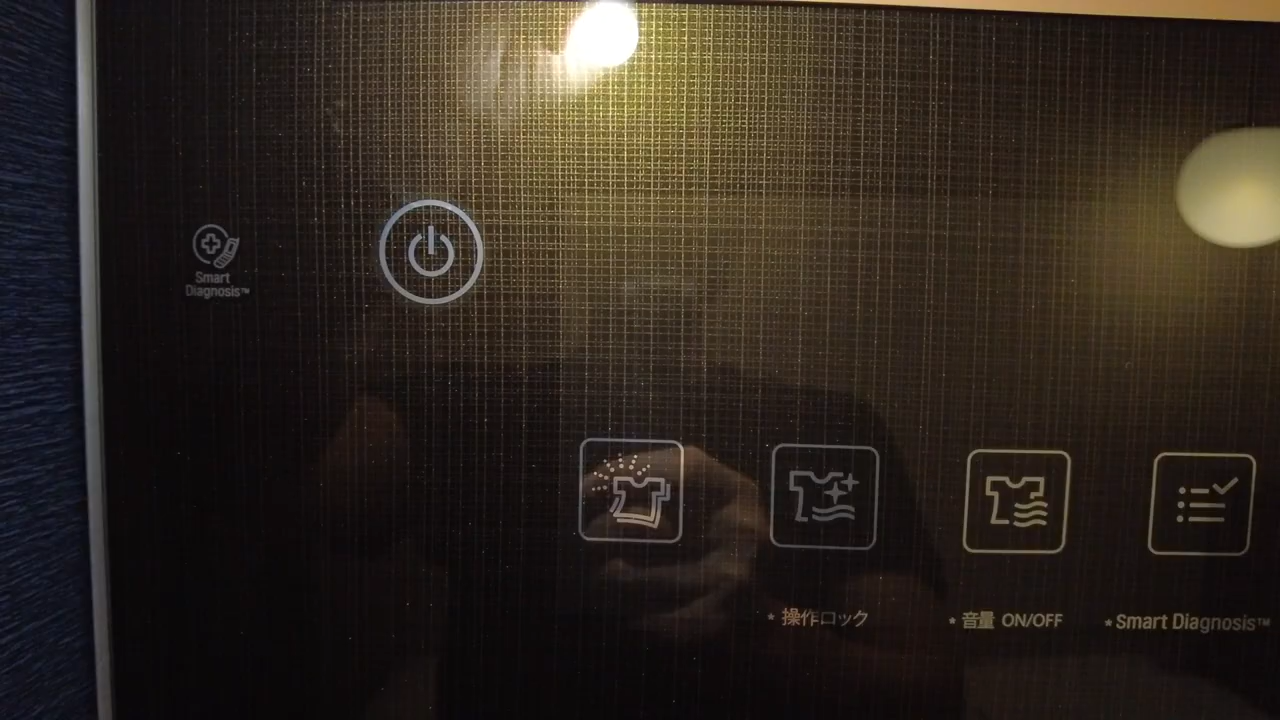 Smart
Diagnosis™
* 操作ロック
* 音量 ON/OFF
* Smart Diagnosis™